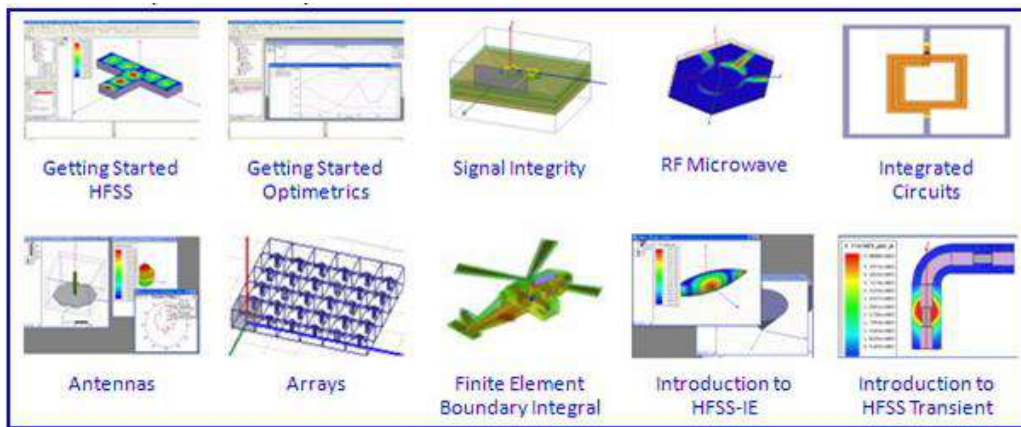 Getting Started
HFSS
Getting Started
Optimetrics
Signal Integrity
RF Microwave
Integrated
Circuits
Antennas
Arrays
Finite Element
Boundary Integral
Introduction to
HFSS-IE
Introduction to
HFSS Transient